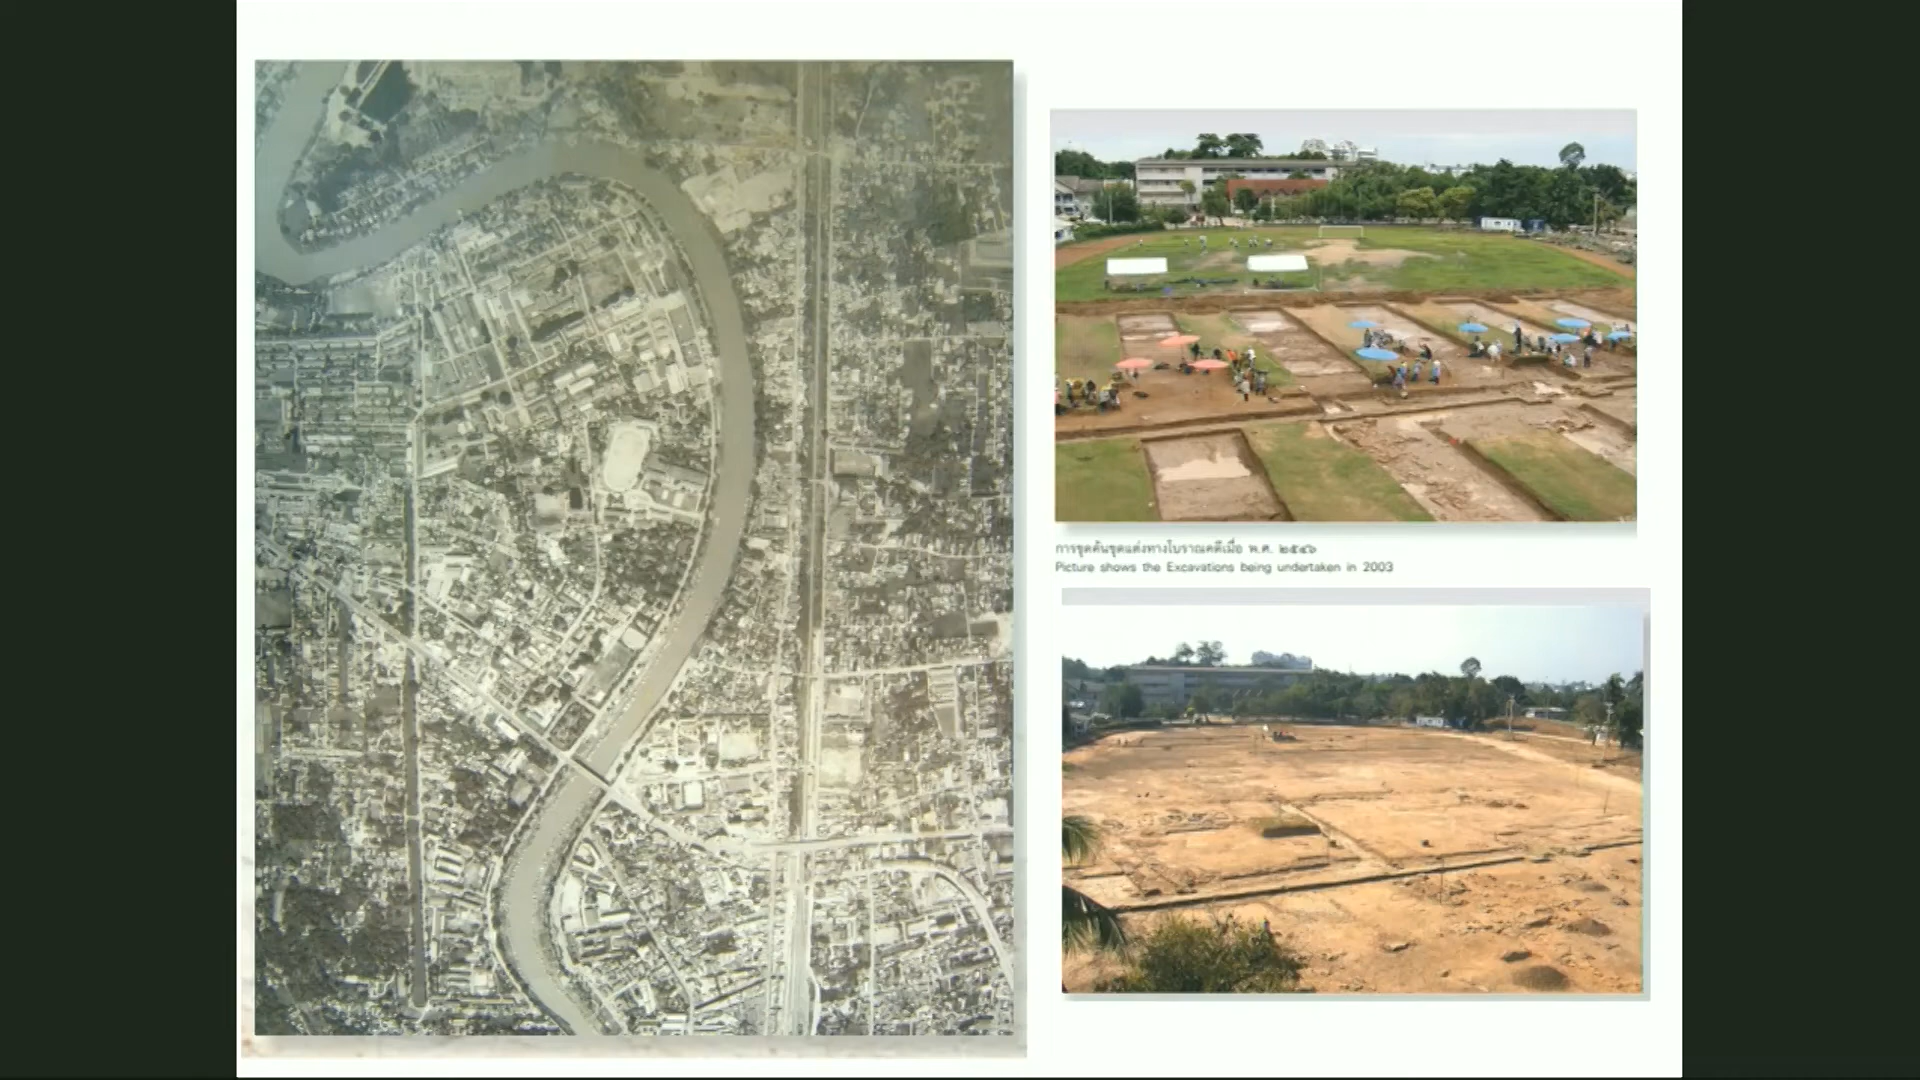 การขุดค้นขุดแต่งทางโบราณคดีเมื่อ พ.ศ. ๒๕๔๖
Picture shows the Excavations being undertaken in 2003